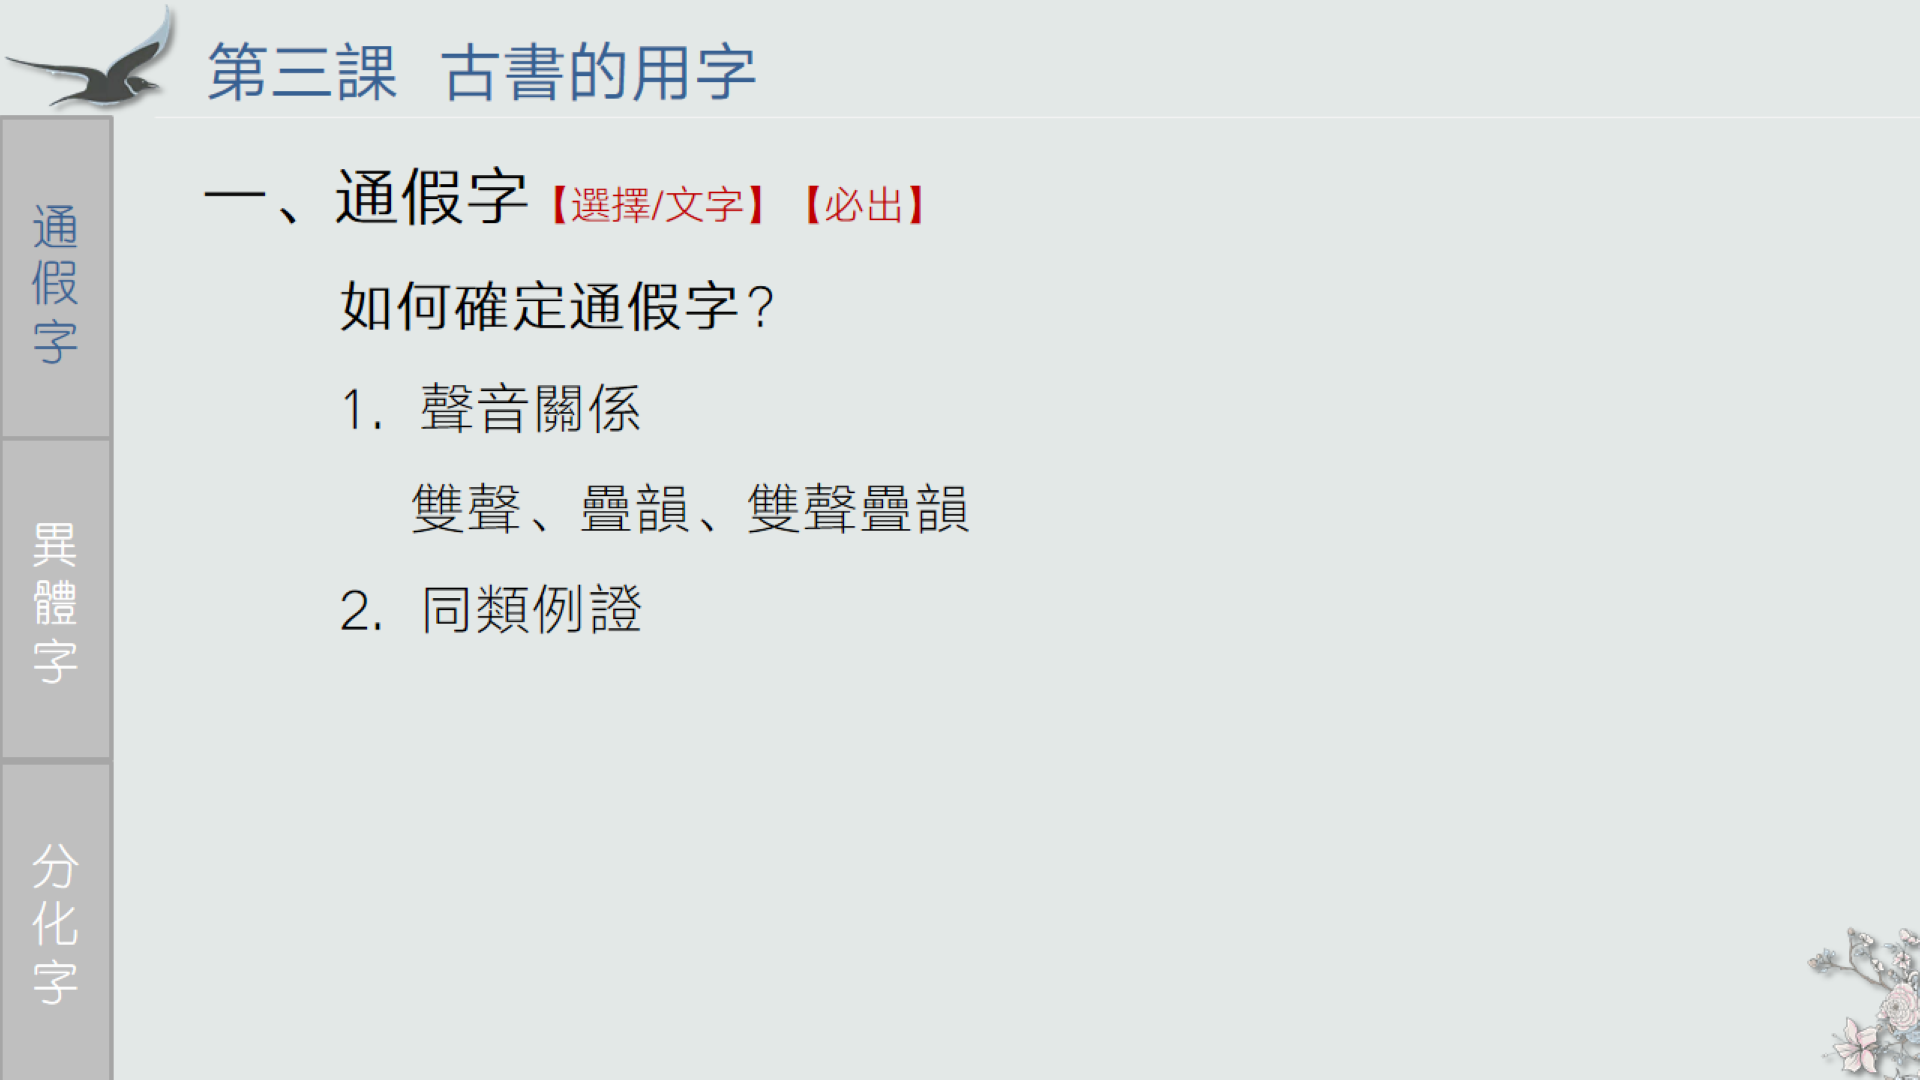 第三課 古書的用字
通假字
異體字
分化字
一、通假字【選擇/文字】【必出】
如何確定通假字？
1. 聲音關係
雙聲、疊韻、雙聲疊韻
2. 同類例證